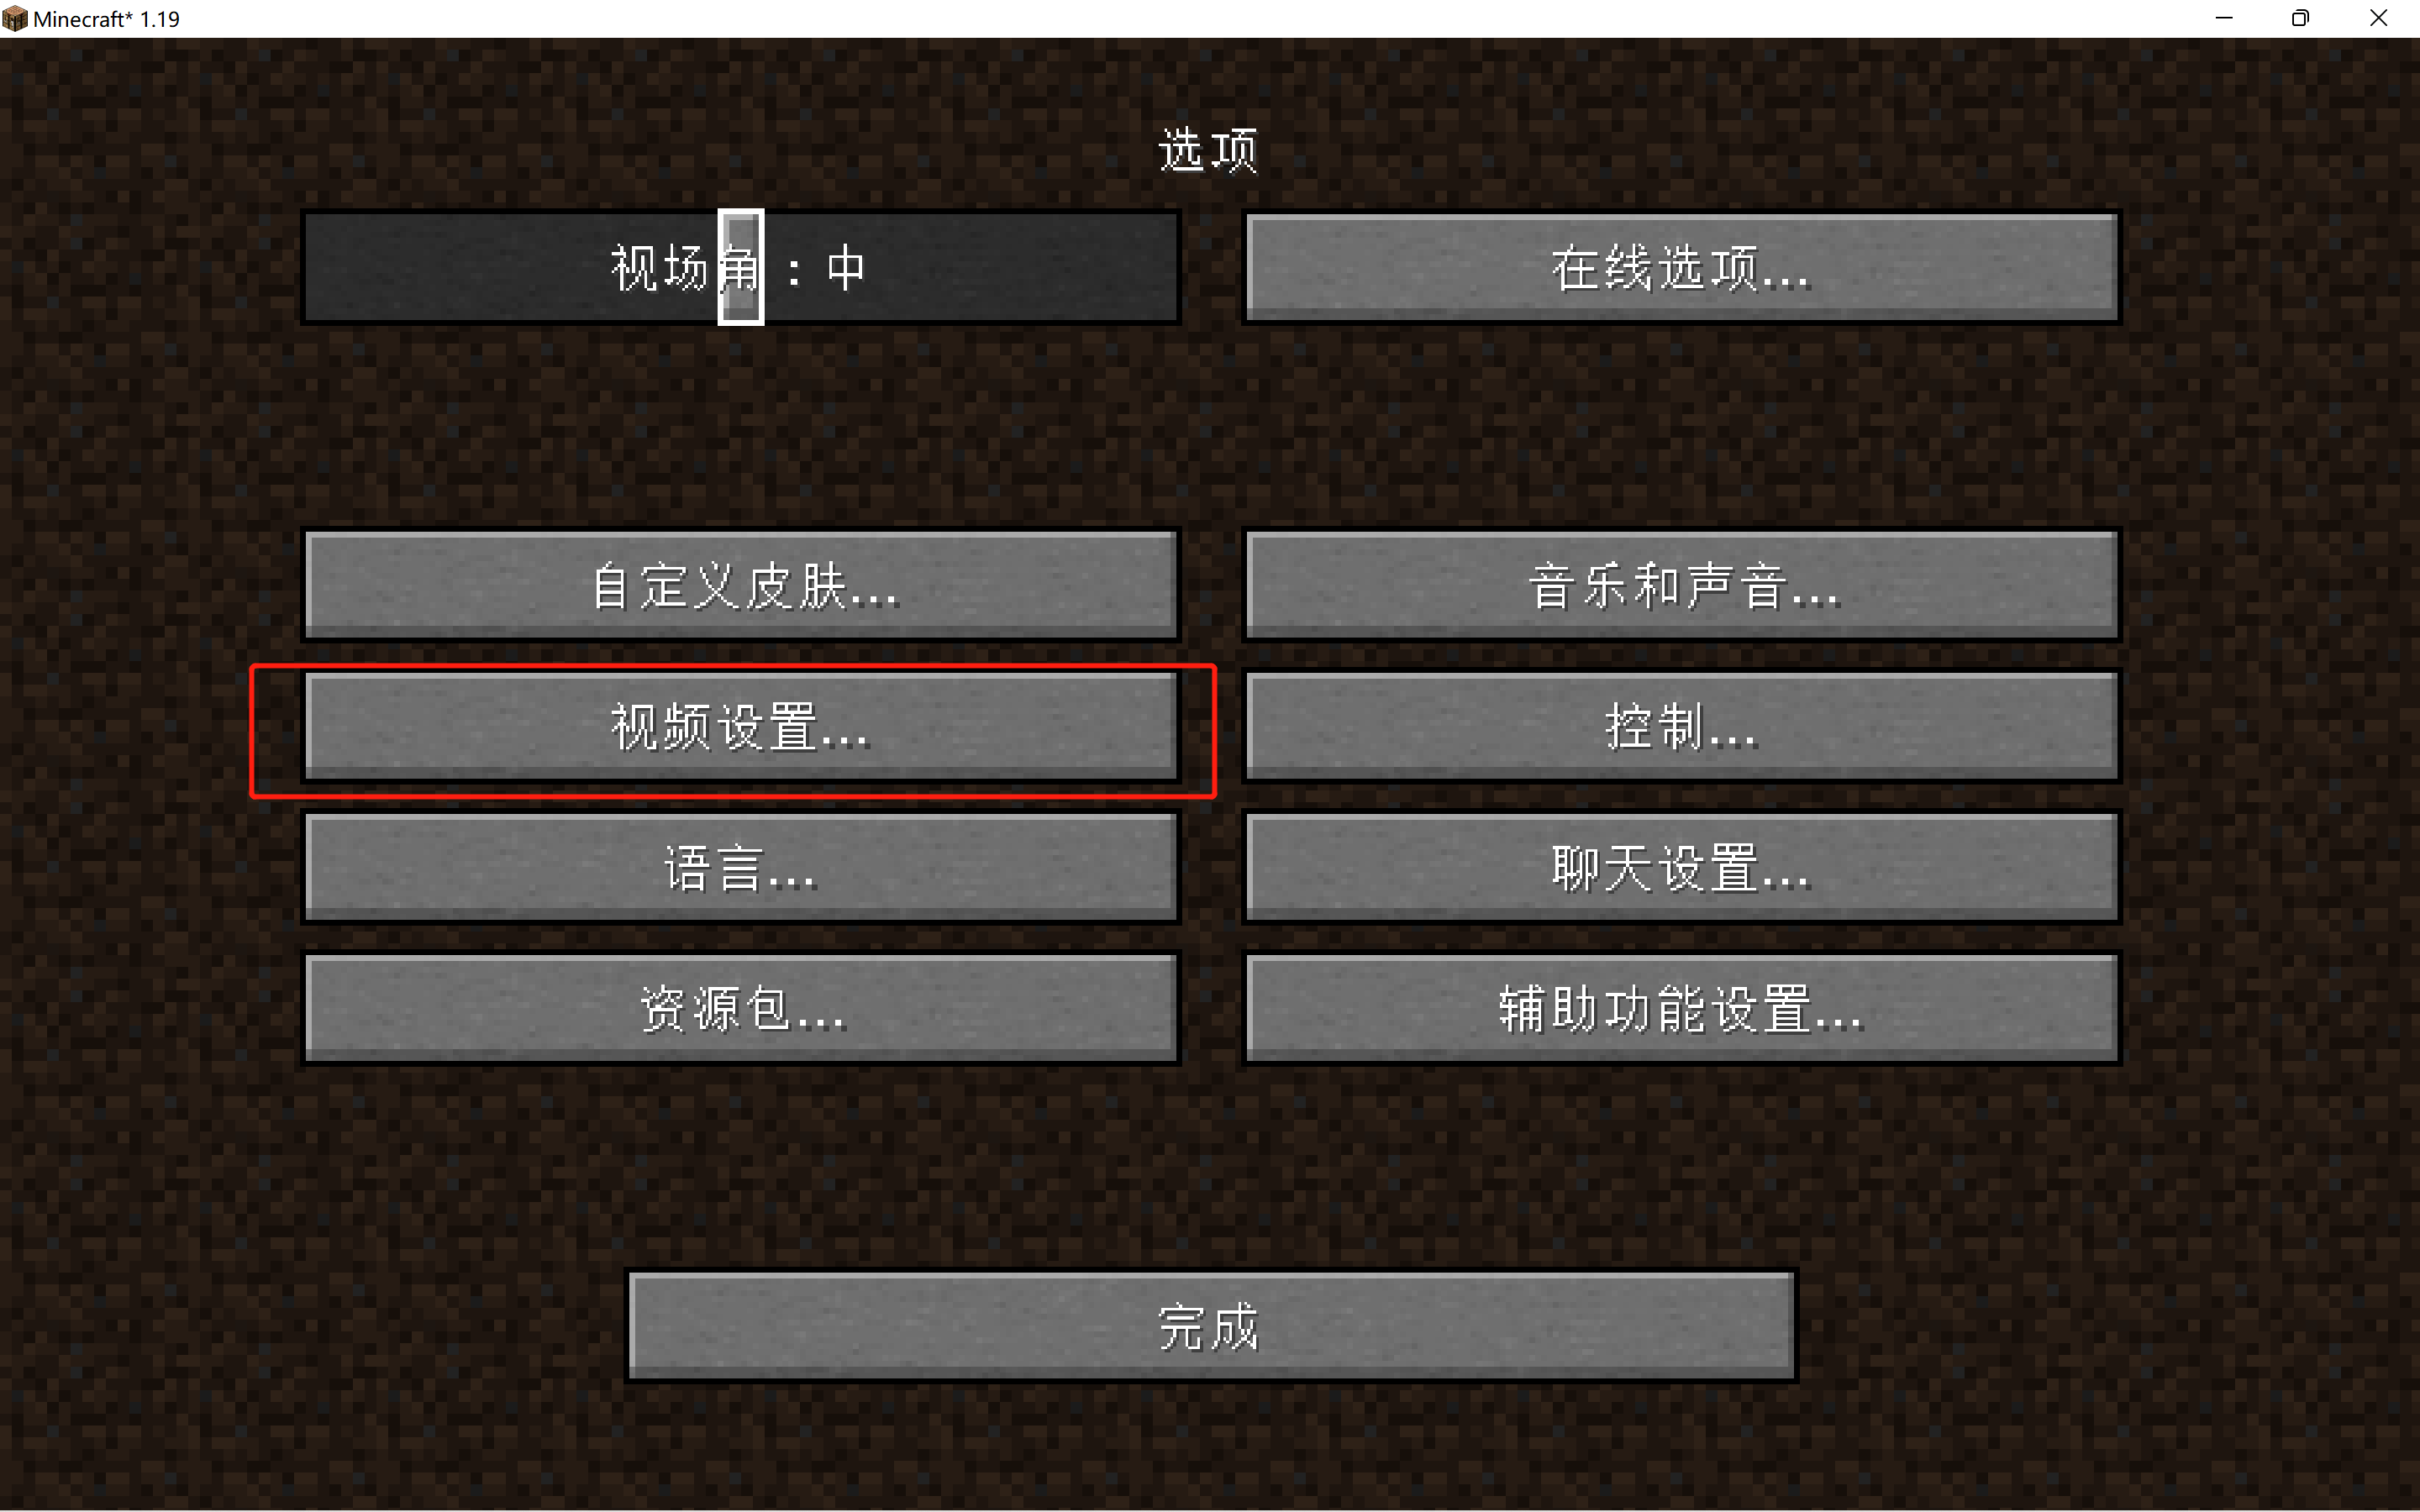 Minecraft* 1.19
选项
视场角：中
在线选项...
自定义皮肤...
音乐和声音...
视频设置...
控制...
语言...
聊天设置...
资源包...
辅助功能设置...
完成